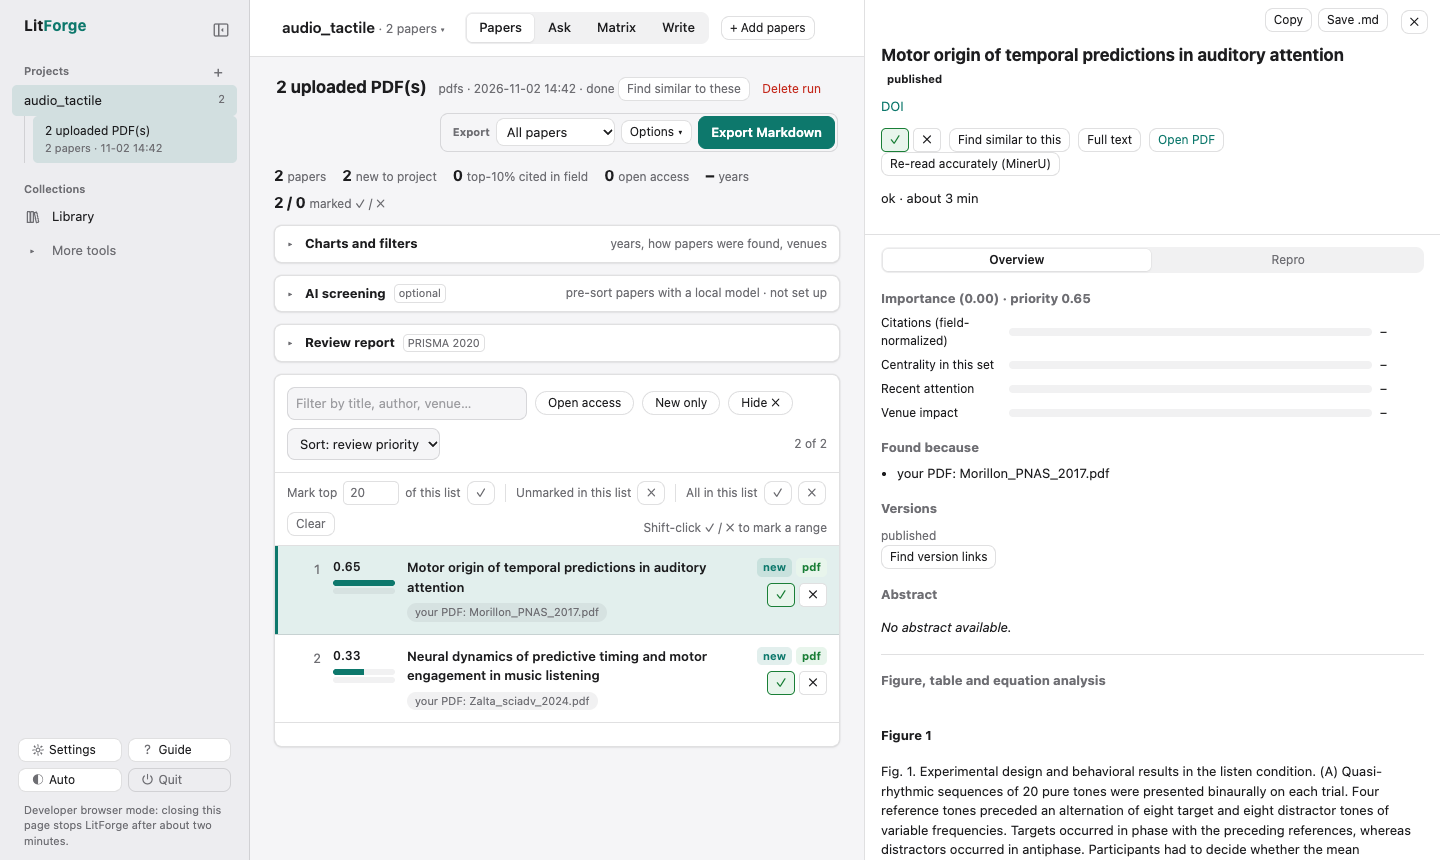 LitForge
Projects
+
audio_tactile 2
2 uploaded PDF(s)
2 papers · 11-02 14:42
Collections
Library
▸ More tools
Settings
? Guide
Auto
Quit
Developer browser mode: closing this
page stops LitForge after about two
minutes.
audio_tactile · 2 papers ▾
Papers Ask Matrix Write
+ Add papers
2 uploaded PDF(s) pdfs · 2026-11-02 14:42 · done Find similar to these Delete run
Export All papers Options ▾ Export Markdown
2 papers 2 new to project 0 top-10% cited in field 0 open access – years
2 / 0 marked ✓ / ✕
▸ Charts and filters years, how papers were found, venues
▸ AI screening optional pre-sort papers with a local model · not set up
▸ Review report PRISMA 2020
Filter by title, author, venue… Open access New only Hide ✕
Sort: review priority 2 of 2
Mark top 20 of this list ✓ Unmarked in this list ✕ All in this list ✓ ✕
Clear Shift-click ✓ / ✕ to mark a range
1 0.65 Motor origin of temporal predictions in auditory new pdf
attention ✓ ✕
your PDF: Morillon_PNAS_2017.pdf
2 0.33 Neural dynamics of predictive timing and motor new pdf
engagement in music listening ✓ ✕
your PDF: Zalta_sciadv_2024.pdf
Copy Save .md ✕
Motor origin of temporal predictions in auditory attention
published
DOI
✓ ✕ Find similar to this Full text Open PDF
Re-read accurately (MinerU)
ok · about 3 min
Overview Repro
Importance (0.00) · priority 0.65
Citations (field-
normalized) –
Centrality in this set –
Recent attention –
Venue impact –
Found because
• your PDF: Morillon_PNAS_2017.pdf
Versions
published
Find version links
Abstract
No abstract available.
Figure, table and equation analysis
Figure 1
Fig. 1. Experimental design and behavioral results in the listen condition. (A) Quasi-
rhythmic sequences of 20 pure tones were presented binaurally on each trial. Four
reference tones preceded an alternation of eight target and eight distractor tones of
variable frequencies. Targets occurred in phase with the preceding references, whereas
distractors occurred in antiphase. Participants had to decide whether the mean